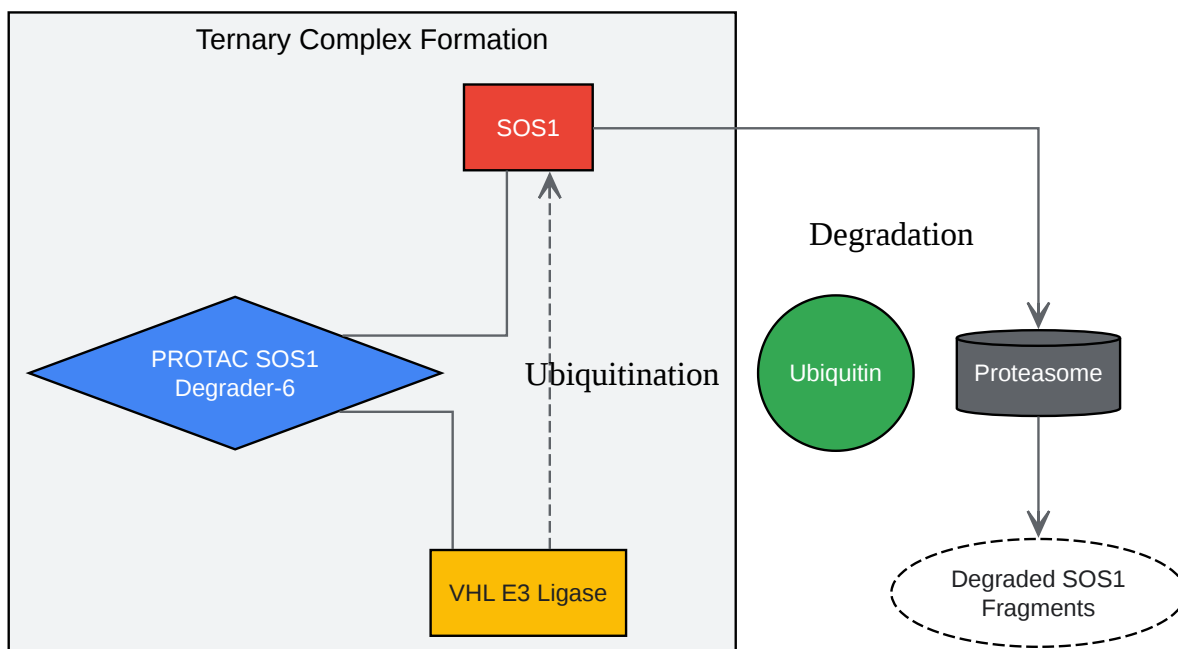 Ternary Complex Formation
SOS1
Degradation
PROTAC SOS1
Degrader-6
Ubiquitination
Ubiquitin
Proteasome
VHL E3 Ligase
Degraded SOS1
Fragments